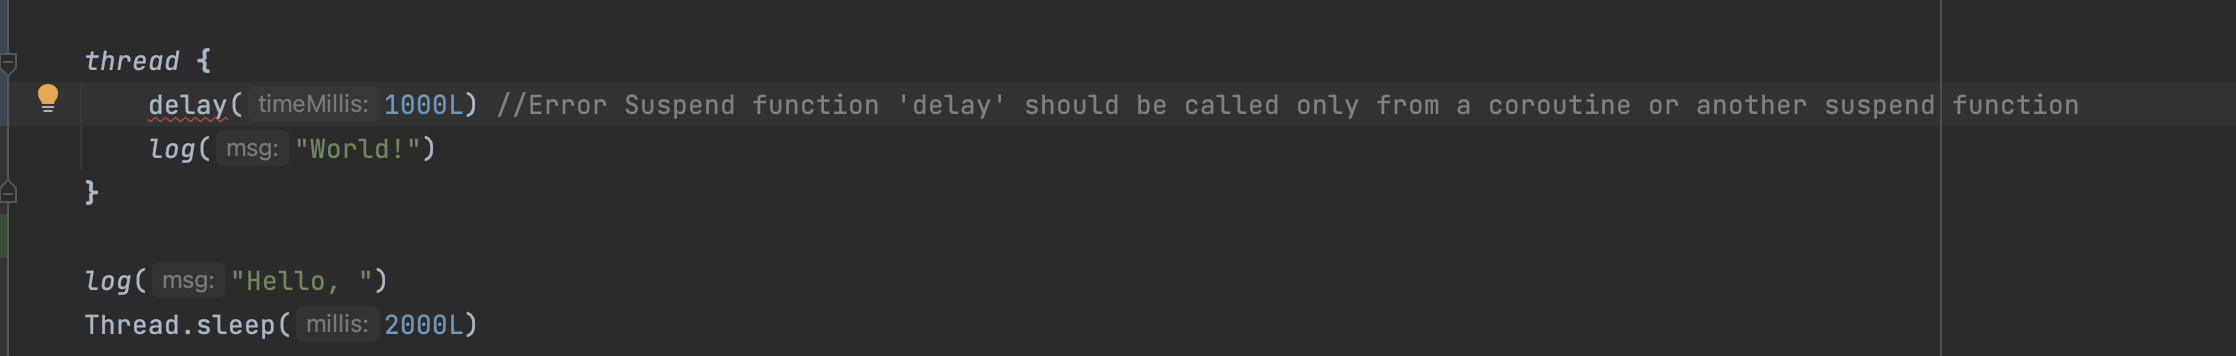 thread {
delay( timeMillis: 1000L) //Error Suspend function 'delay' should be called only from a coroutine or another suspend function
log( msg: "World!")
}
log( msg: "Hello, ")
Thread.sleep( millis: 2000L)